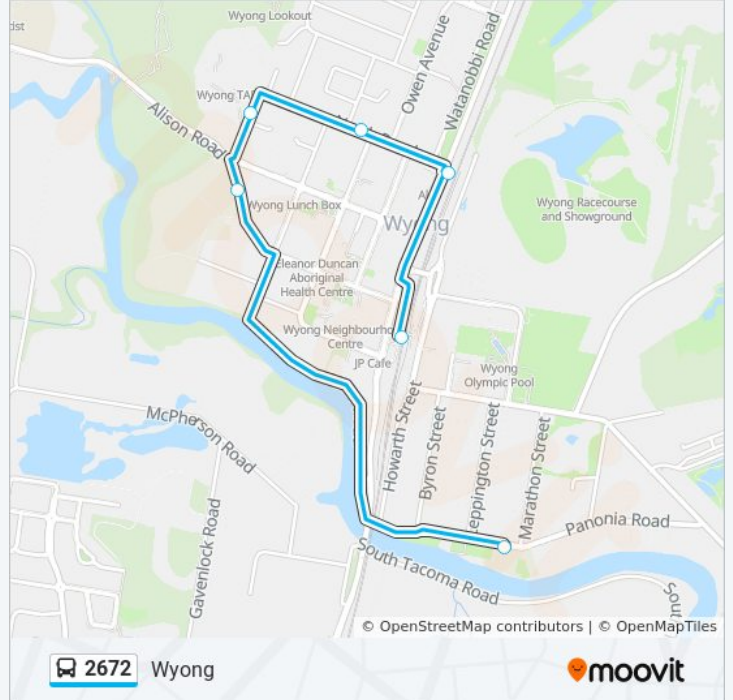 Wyong Lookout
Owen Avenue
Watanobbi Road
Wyong TAF
Alison Road
Wyong Lunch Box
Wyong
Wyong Racecourse
and Showground
Eleanor Duncan
Aboriginal
Health Centre
Wyong Neighbourho
Centre
JP Cafe
Wyong
Olympic Pool
McPherson Road
Howarth Street
Byron Street
Leppington Street
Marathon Street
Panonia Road
Gavenlock Road
South Tacoma Road
© OpenStreetMap contributors | © OpenMapTiles
2672 Wyong
moovit